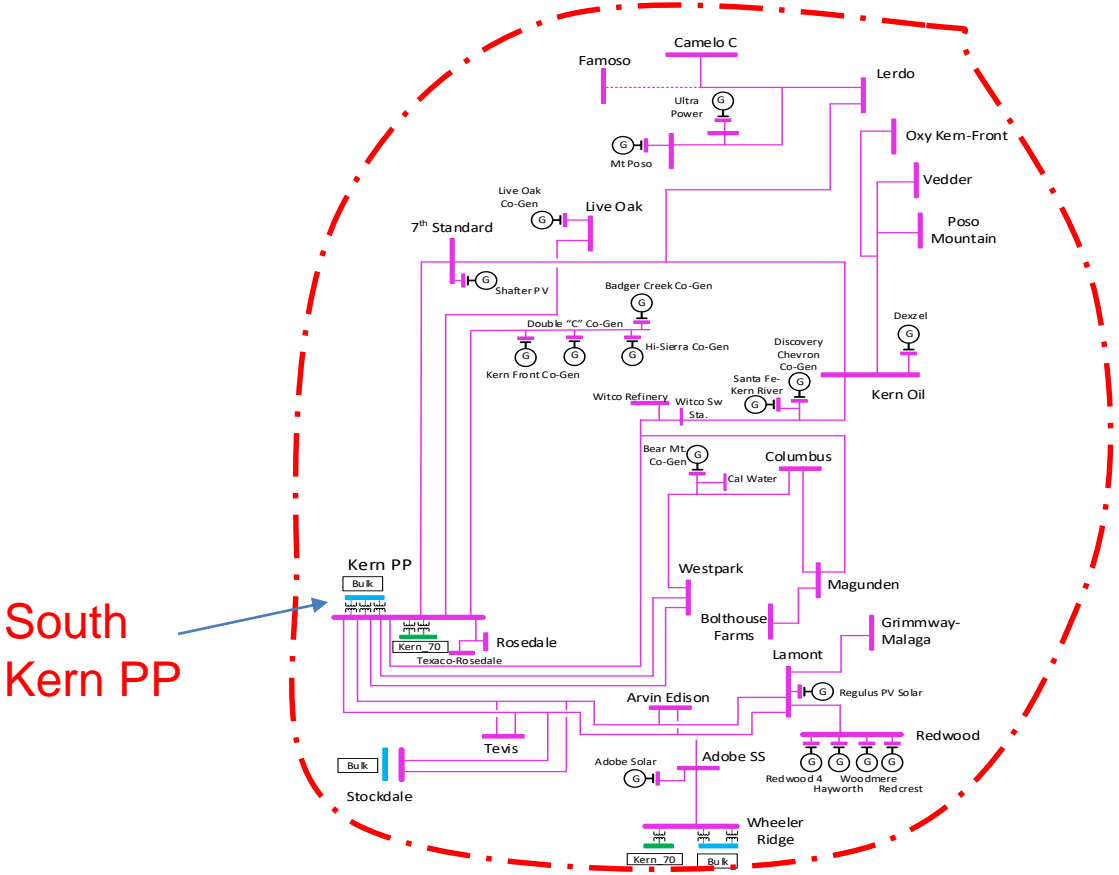 Camelo C
Famoso
Lerdo
G
Ultra
Power
Oxy Kern-Front
G
Mt Poso
Vedder
Live Oak
Co-Gen
G
Live Oak
Poso
Mountain
7th Standard
G
Shafter PV
Badger Creek Co-Gen
G
Double "C" Co-Gen
Dexzel
G
G
G
G
Hi-Sierra Co-Gen
Kern Front Co-Gen
Discovery
Chevron
Co-Gen
G
Santa Fe-
Kern River
G
Kern Oil
Witco Refinery
Witco Sw
Sta.
Bear Mt.
Co-Gen
G
Columbus
Cal Water
Kern PP
Bulk
Westpark
Magunden
South
Kern PP
Bolthouse
Farms
Grimmway-
Malaga
Rosedale
Kern_70
Texaco-Rosedale
Lamont
G
Regulus PV Solar
Arvin Edison
Tevis
Redwood
Adobe SS
Adobe Solar
G
G
G
G
G
Redwood 4
Woodmere
Hayworth
Redcrest
Bulk
Stockdale
Wheeler
Ridge
Kern_70
Bulk